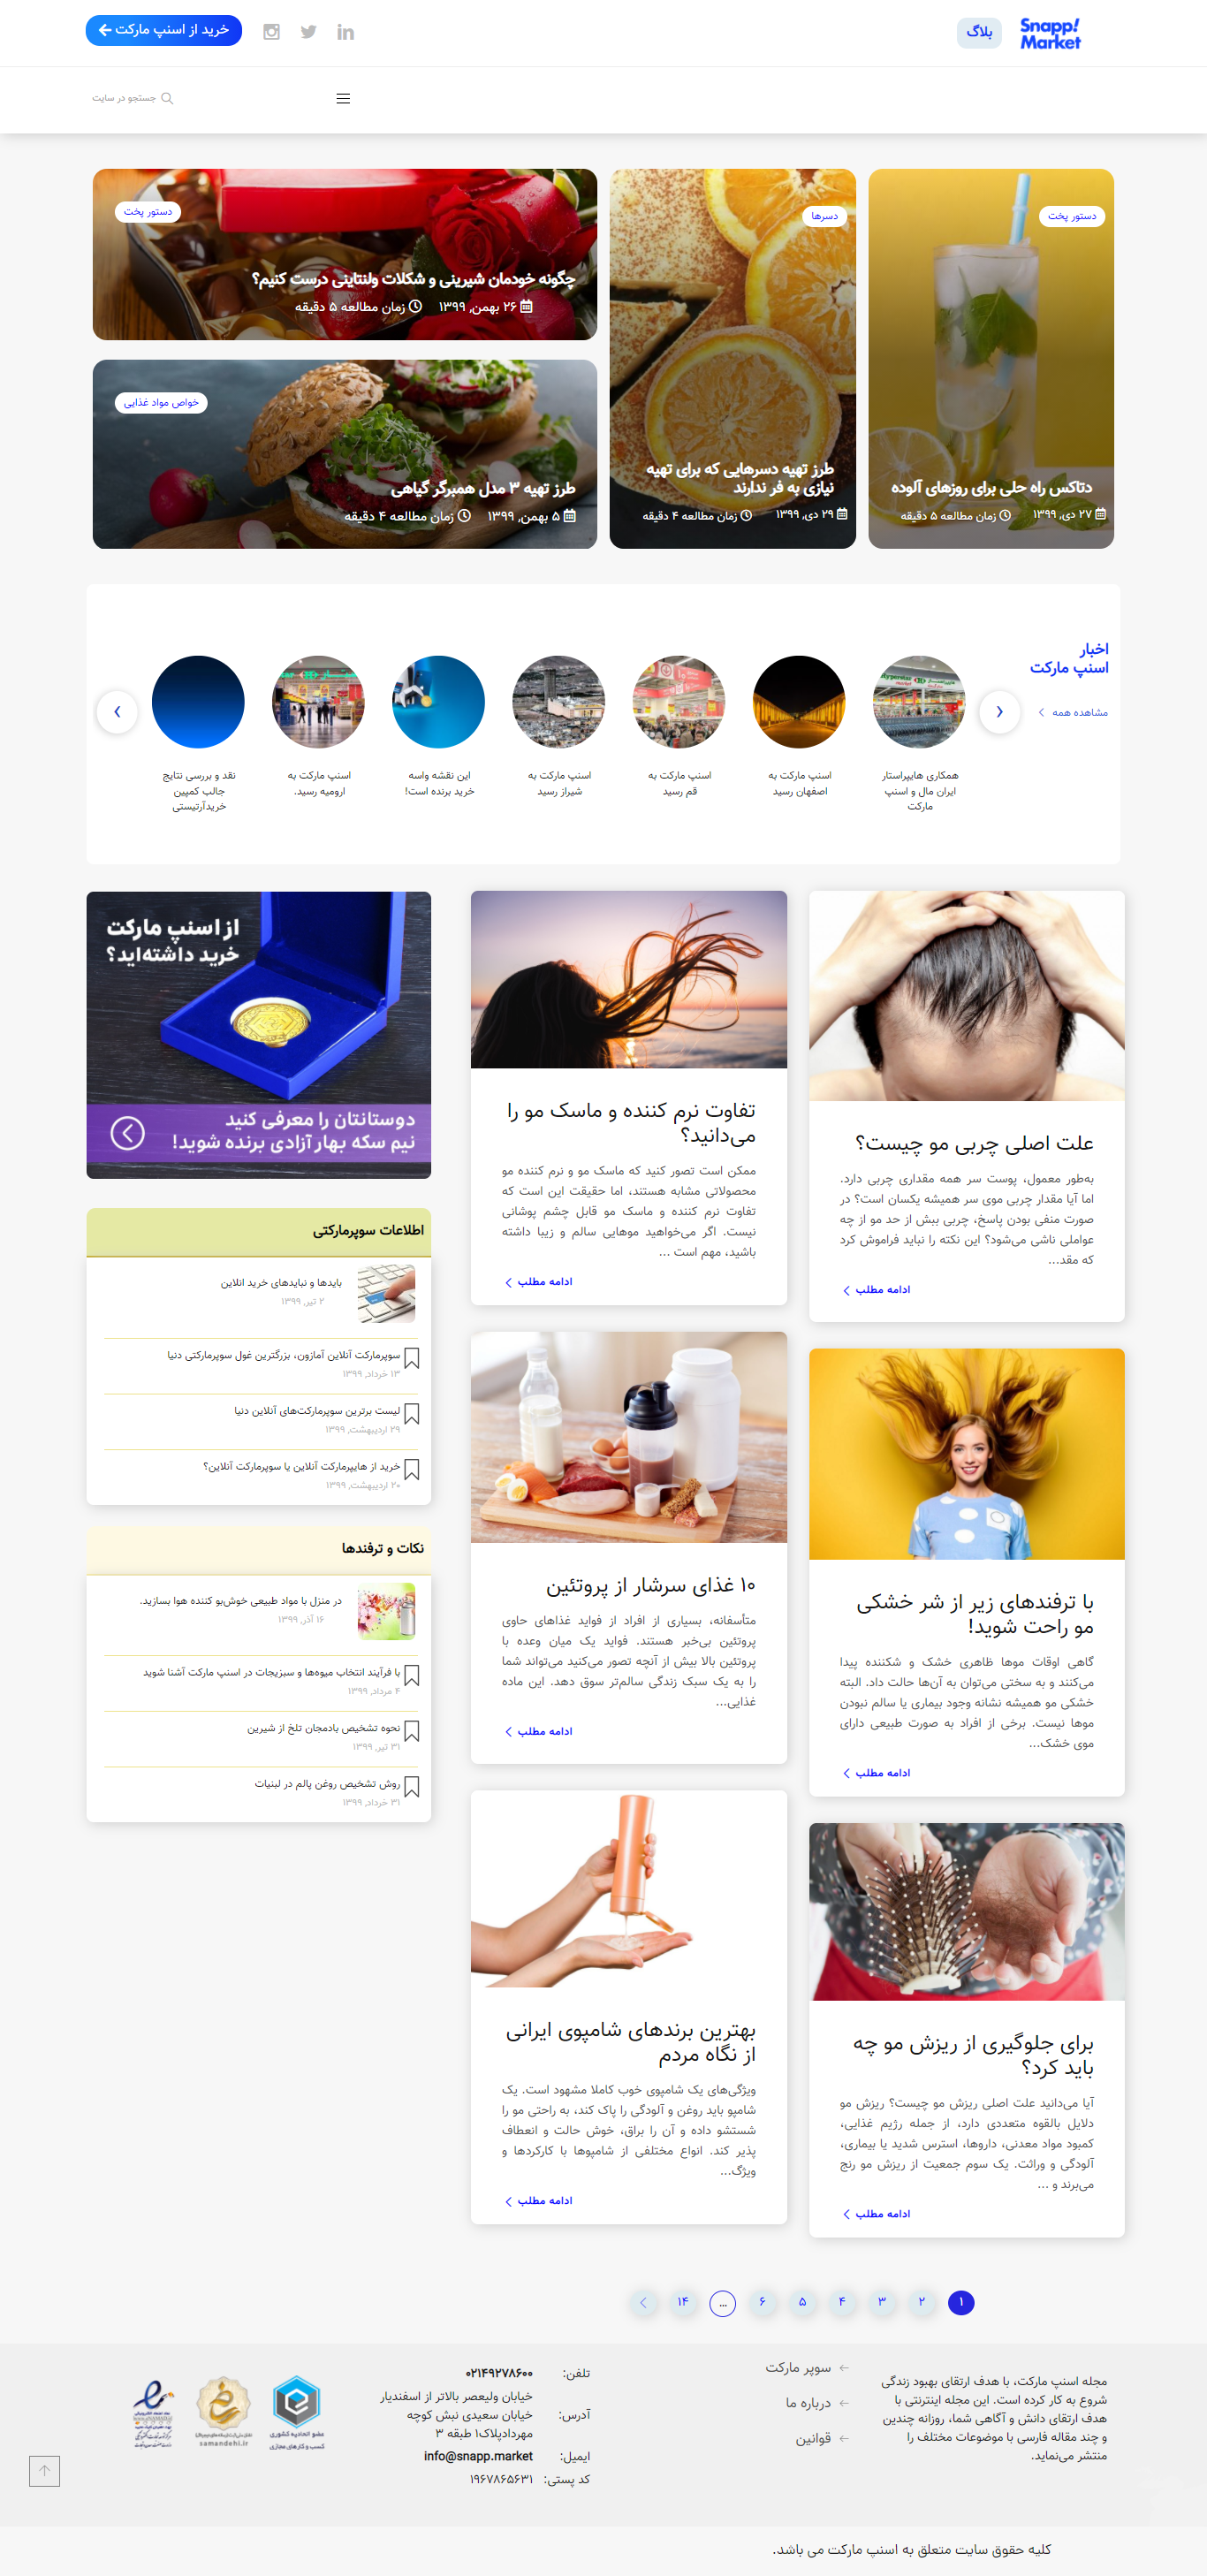 Snapp!
Market
بلاگ
خرید از اسنپ مارکت
جستجو در سایت
دستور پخت
دتاکس راه حلی برای روزهای آلوده
۲۷ دی, ۱۳۹۹
زمان مطالعه ۵ دقیقه
دسرها
طرز تهیه دسرهایی که برای تهیه
نیازی به فر ندارند
۲۹ دی, ۱۳۹۹
زمان مطالعه ۴ دقیقه
دستور پخت
چگونه خودمان شیرینی و شکلات ولنتاینی درست کنیم؟
۲۶ بهمن, ۱۳۹۹
زمان مطالعه ۵ دقیقه
خواص مواد غذایی
طرز تهیه ۳ مدل همبرگر گیاهی
۵ بهمن, ۱۳۹۹
زمان مطالعه ۴ دقیقه
اخبار
اسنپ مارکت
مشاهده همه
همکاری هایپراستار
ایران مال و اسنپ
مارکت
اسنپ مارکت به
اصفهان رسید
اسنپ مارکت به
قم رسید
اسنپ مارکت به
شیراز رسید
این نقشه واسه
خرید برنده است!
اسنپ مارکت به
ارومیه رسید.
نقد و بررسی نتایج
جالب کمپین
خریدآرتیستی
علت اصلی چربی مو چیست؟
به‌طور معمول، پوست سر همه مقداری چربی دارد.
اما آیا مقدار چربی موی سر همیشه یکسان است؟ در
صورت منفی بودن پاسخ، چربی بیش از حد مو از چه
عواملی ناشی می‌شود؟ این نکته را نباید فراموش کرد
که مقد...
ادامه مطلب
با ترفندهای زیر از شر خشکی
مو راحت شوید!
گاهی اوقات موها ظاهری خشک و شکننده پیدا
می‌کنند و به سختی می‌توان به آن‌ها حالت داد. البته
خشکی مو همیشه نشانه وجود بیماری یا سالم نبودن
موها نیست. برخی از افراد به صورت طبیعی دارای
موی خشک...
ادامه مطلب
برای جلوگیری از ریزش مو چه
باید کرد؟
آیا می‌دانید علت اصلی ریزش مو چیست؟ ریزش مو
دلایل بالقوه متعددی دارد، از جمله رژیم غذایی،
کمبود مواد معدنی، داروها، استرس شدید یا بیماری،
آلودگی و وراثت. یک سوم جمعیت از ریزش مو رنج
می‌برند و ...
ادامه مطلب
تفاوت نرم کننده و ماسک مو را
می‌دانید؟
ممکن است تصور کنید که ماسک مو و نرم کننده مو
محصولاتی مشابه هستند، اما حقیقت این است که
تفاوت نرم کننده و ماسک مو قابل چشم پوشانی
نیست. اگر می‌خواهید موهایی سالم و زیبا داشته
باشید، مهم است ...
ادامه مطلب
۱۰ غذای سرشار از پروتئین
متأسفانه، بسیاری از افراد از فواید غذاهای حاوی
پروتئین بی‌خبر هستند. فواید یک میان وعده با
پروتئین بالا بیش از آنچه تصور می‌کنید می‌تواند شما
را به یک سبک زندگی سالم‌تر سوق دهد. این ماده
غذایی...
ادامه مطلب
بهترین برندهای شامپوی ایرانی
از نگاه مردم
ویژگی‌های یک شامپوی خوب کاملا مشهود است. یک
شامپو باید روغن و آلودگی را پاک کند، به راحتی مو را
شستشو داده و آن را براق، خوش حالت و انعطاف
پذیر کند. انواع مختلفی از شامپوها با کارکردها و
ویژگ...
ادامه مطلب
از اسنپ مارکت
خرید داشته‌اید؟
دوستانتان را معرفی کنید
نیم سکه بهار آزادی برنده شوید!
اطلاعات سوپرمارکتی
بایدها و نبایدهای خرید انلاین
۲ تیر, ۱۳۹۹
سوپرمارکت آنلاین آمازون، بزرگترین غول سوپرمارکتی دنیا
۱۳ خرداد, ۱۳۹۹
لیست برترین سوپرمارکت‌های آنلاین دنیا
۲۹ اردیبهشت, ۱۳۹۹
خرید از هایپرمارکت آنلاین یا سوپرمارکت آنلاین؟
۲۰ اردیبهشت, ۱۳۹۹
نکات و ترفندها
در منزل با مواد طبیعی خوش‌بو کننده هوا بسازید.
۱۶ آذر, ۱۳۹۹
با فرآیند انتخاب میوه‌ها و سبزیجات در اسنپ مارکت آشنا شوید
۴ مرداد, ۱۳۹۹
نحوه تشخیص بادمجان تلخ از شیرین
۳۱ تیر, ۱۳۹۹
روش تشخیص روغن پالم در لبنیات
۳۱ خرداد, ۱۳۹۹
۱ ۲ ۳ ۴ ۵ ۶ ... ۱۴
مجله اسنپ مارکت، با هدف ارتقای بهبود زندگی
شروع به کار کرده است. این مجله اینترنتی با
هدف ارتقای دانش و آگاهی شما، روزانه چندین
و چند مقاله فارسی با موضوعات مختلف را
منتشر می‌نماید.
سوپر مارکت
درباره ما
قوانین
تلفن: ۰۲۱۴۹۲۷۸۶۰۰
آدرس: خیابان ولیعصر بالاتر از اسفندیار
خیابان سعیدی نبش کوچه
مهردادپلاک۱ طبقه ۳
ایمیل: info@snapp.market
کد پستی: ۱۹۶۷۸۶۵۶۳۱
عضو اتحادیه کشوری
کسب و کارهای مجازی
samandehi.ir
کلیه حقوق سایت متعلق به اسنپ مارکت می باشد.